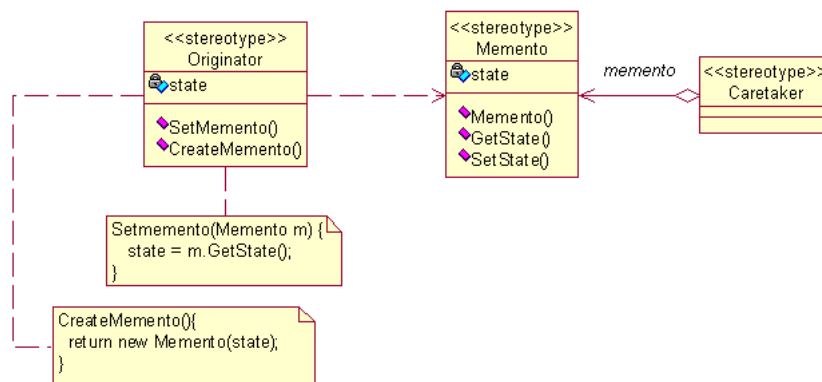 <<stereotype>>
Originator
state
SetMemento()
CreateMemento()
<<stereotype>>
Memento
state
Memento()
GetState()
SetState()
memento
<<stereotype>>
Caretaker
Setmemento(Memento m) {
state = m.GetState();
}
CreateMemento(){
return new Memento(state);
}